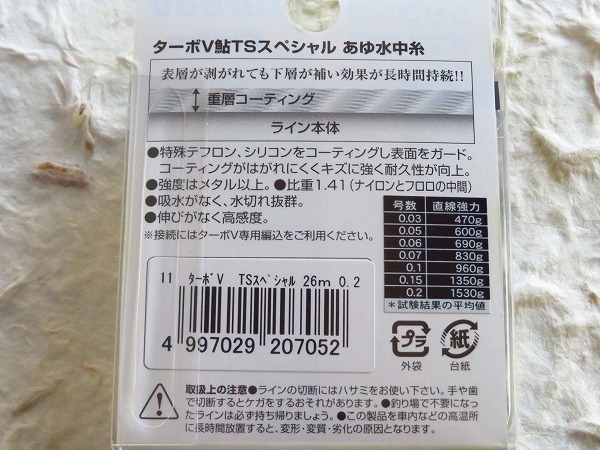 ターボV鮎TSスペシャル あゆ水中糸
表層が剥がれても下層が補い効果が長時間持続!!
重層コーティング
ライン本体
●特殊テフロン、シリコンをコーティングし表面をガード。
コーティングがはがれにくくキズに強く耐久性が向上。
●強度はメタル以上。●比重1.41(ナイロンとフロロの中間)
●吸水がなく、水切れ抜群。
●伸びがなく高感度。
※接続にはターボV専用編込をご利用ください。
号数 直線強力
0.03 470g
0.05 600g
0.06 690g
0.07 830g
0.1 960g
0.15 1350g
0.2 1530g
*試験結果の平均値
11 ターボV TSスペシャル 26m 0.2
4 997029 207052
プラ 紙
外袋 台紙
取扱上の注意●ラインの切断にはハサミをお使い下さい。手や歯
で切断するとケガをするおそれがあります。●釣り場で不要になっ
たラインは必ず持ち帰りましょう。●この製品を車内などの高温所
に長時間放置すると、変形・変質・劣化の原因となります。